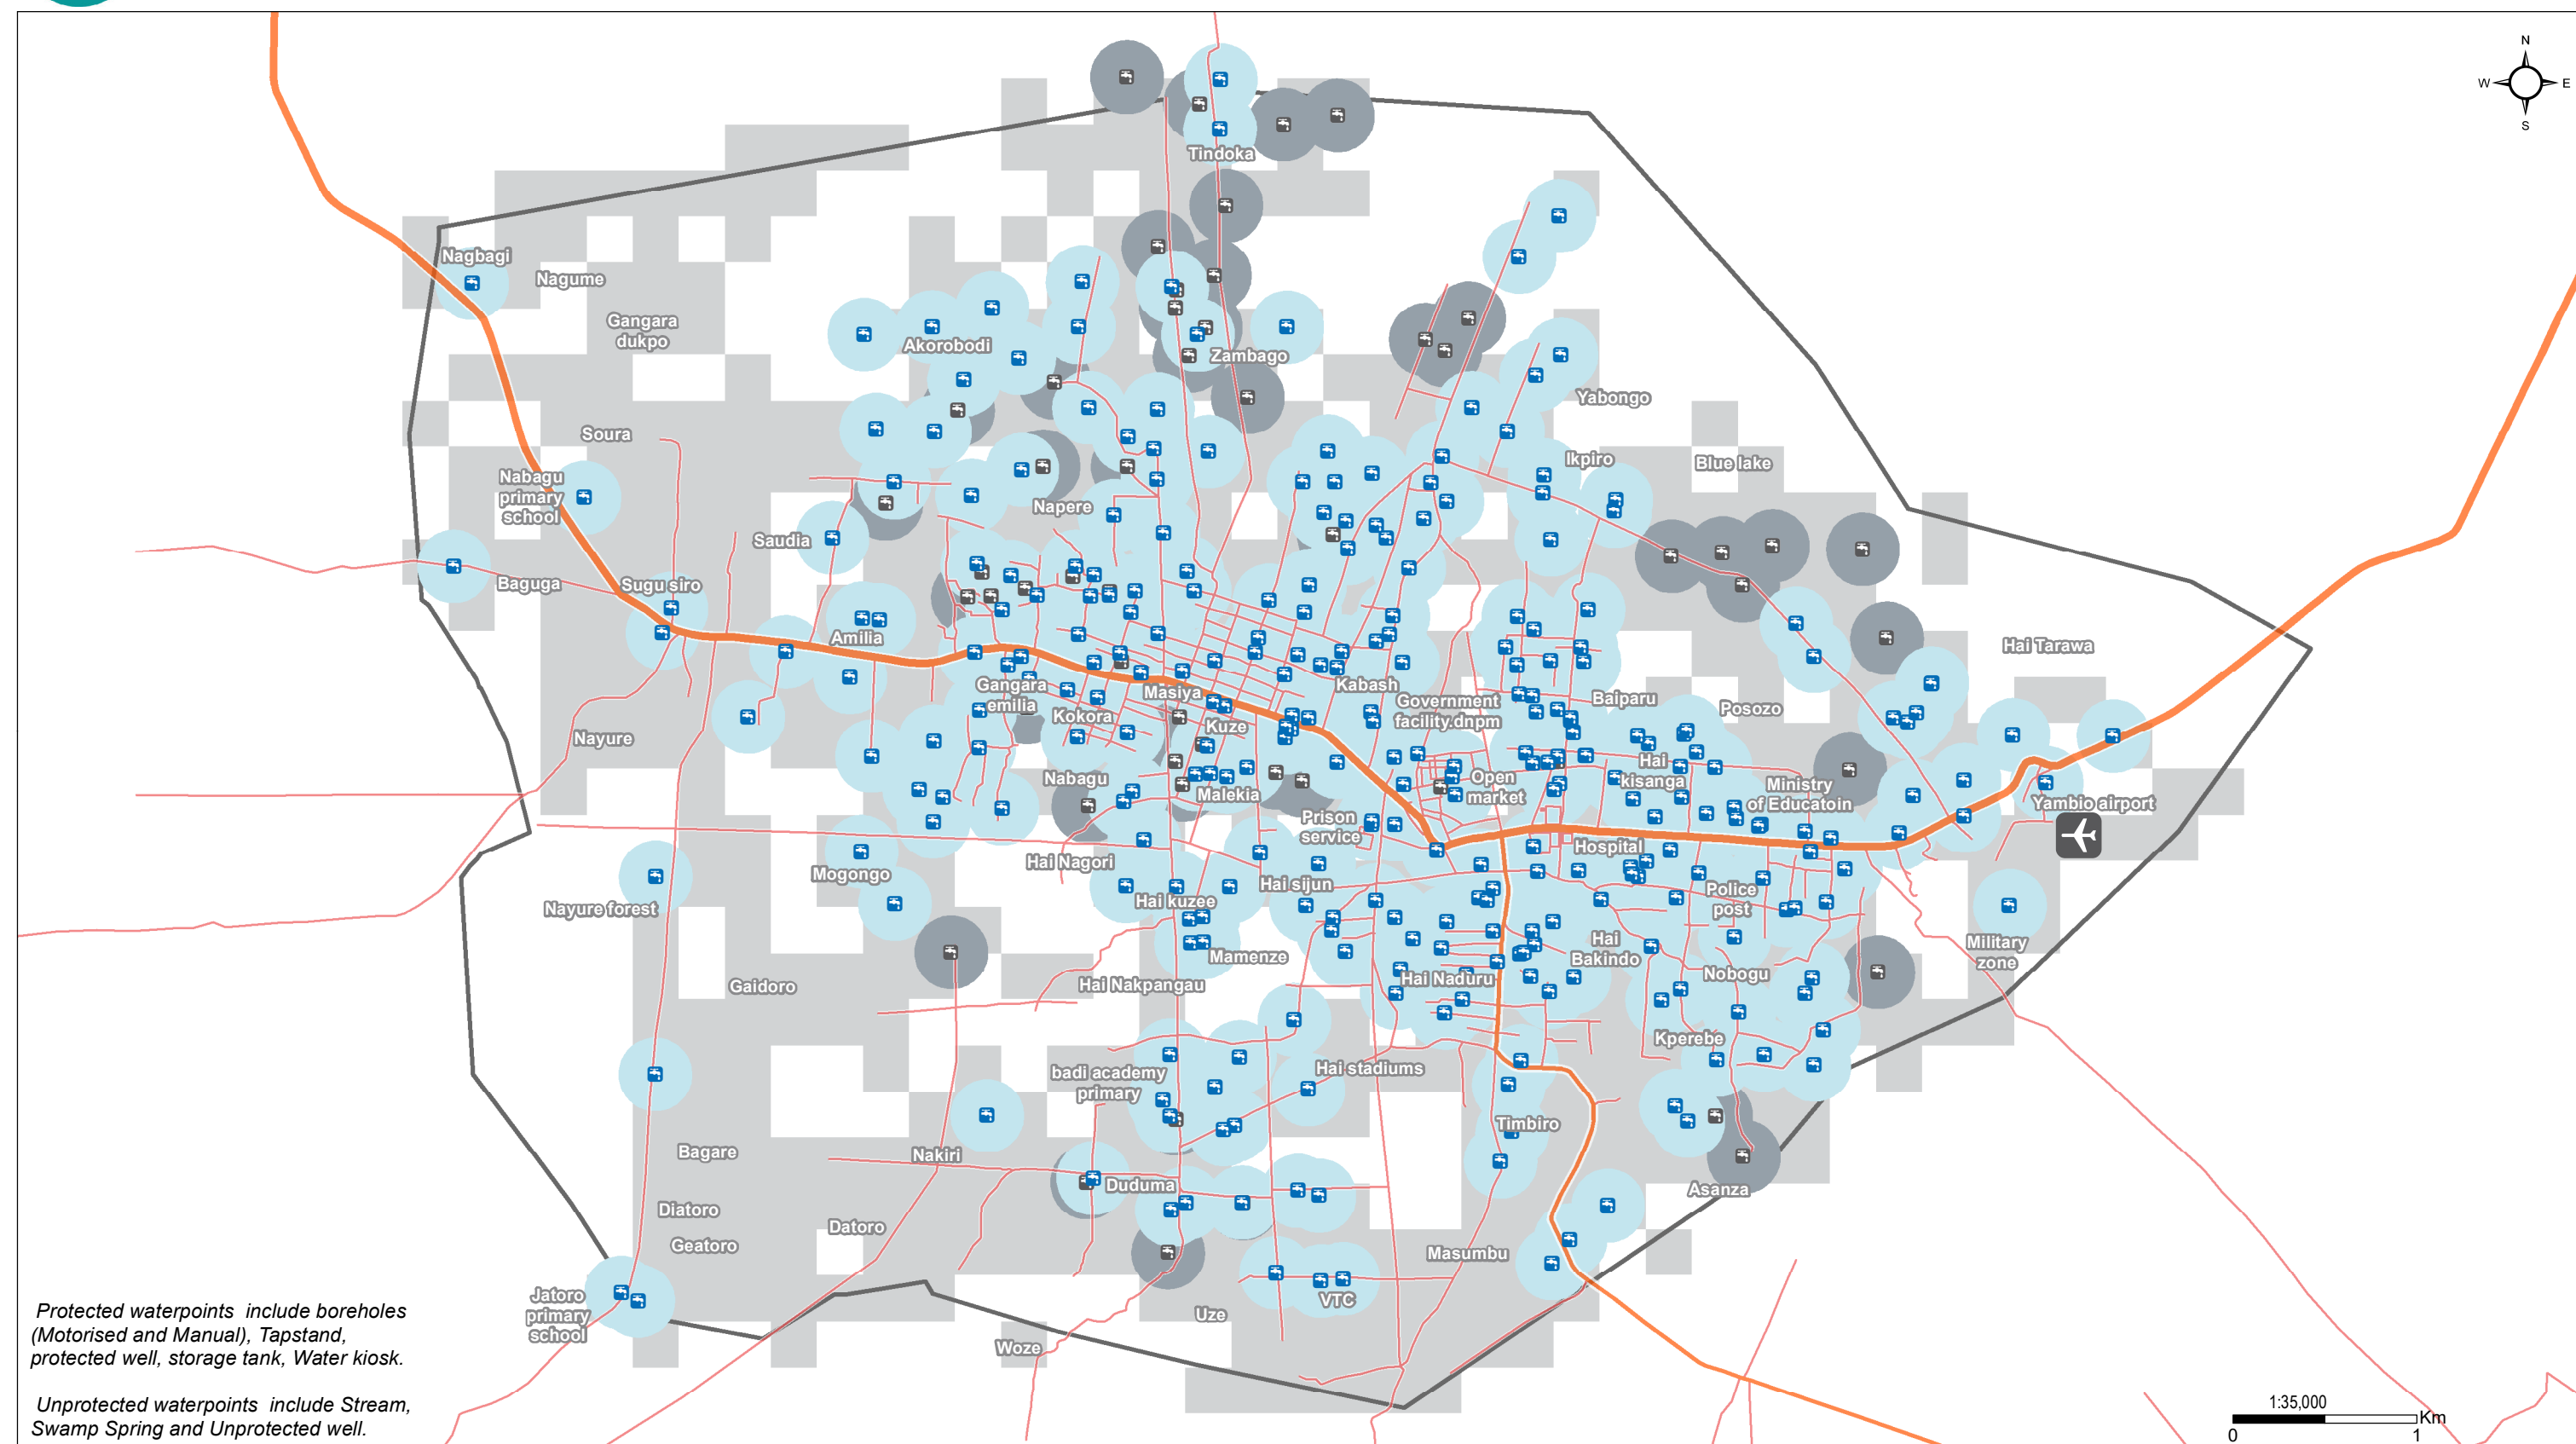 N
W
E
S
Tindoka
Nagbagi
Nagume
Gangara
dukpo
Akorobodi
Zambago
Yabongo
Soura
Ikpiro
Blue lake
Nabagu
primary
school
Napere
Saudia
Baguga
Sugu siro
Amilia
Hai Tarawa
Gangara
emilia
Masiya
Kabash
Government
facility.dnpm
Baiparu
Posozo
Kokora
Kuze
Nayure
Nabagu
Malekia
Open
market
Hai
kisanga
Ministry
of Educatoin
Yambio airport
Prison
service
Hospital
Hai Nagori
Mogongo
Hai sijun
Police
post
Nayure forest
Hai kuzee
Mamenze
Hai
Bakindo
Military
zone
Gaidoro
Hai Nakpangau
Hai Naduru
Nobogu
Kperebe
badi academy
primary
Hai stadiums
Timbiro
Bagare
Nakiri
Duduma
Asanza
Diatoro
Datoro
Geatoro
Masumbu
Jatoro
primary
school
VTC
Uze
Woze
Protected waterpoints include boreholes
(Motorised and Manual), Tapstand,
protected well, storage tank, Water kiosk.
Unprotected waterpoints include Stream,
Swamp Spring and Unprotected well.
1:35,000
Km
0
1